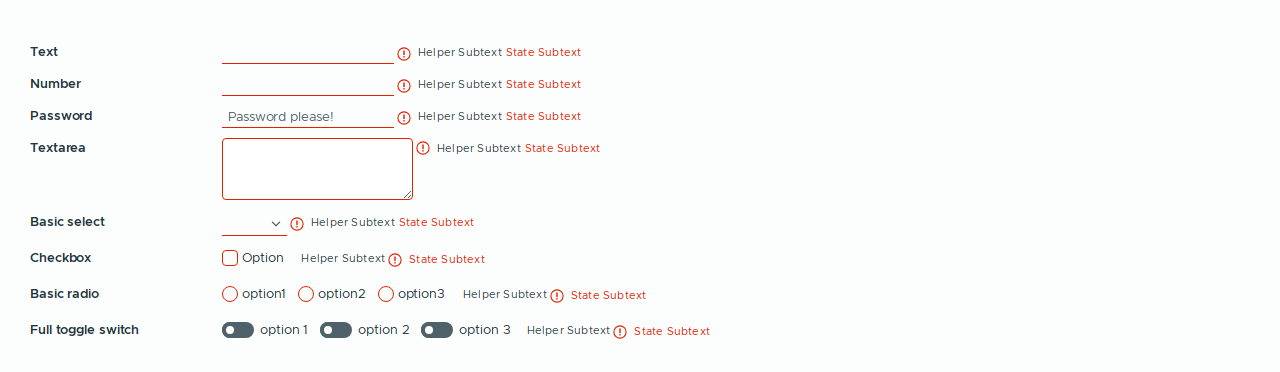 Text Helper Subtext State Subtext
Number Helper Subtext State Subtext
Password Password please! Helper Subtext State Subtext
Textarea Helper Subtext State Subtext
Basic select Helper Subtext State Subtext
Checkbox Option Helper Subtext State Subtext
Basic radio option1 option2 option3 Helper Subtext State Subtext
Full toggle switch option 1 option 2 option 3 Helper Subtext State Subtext